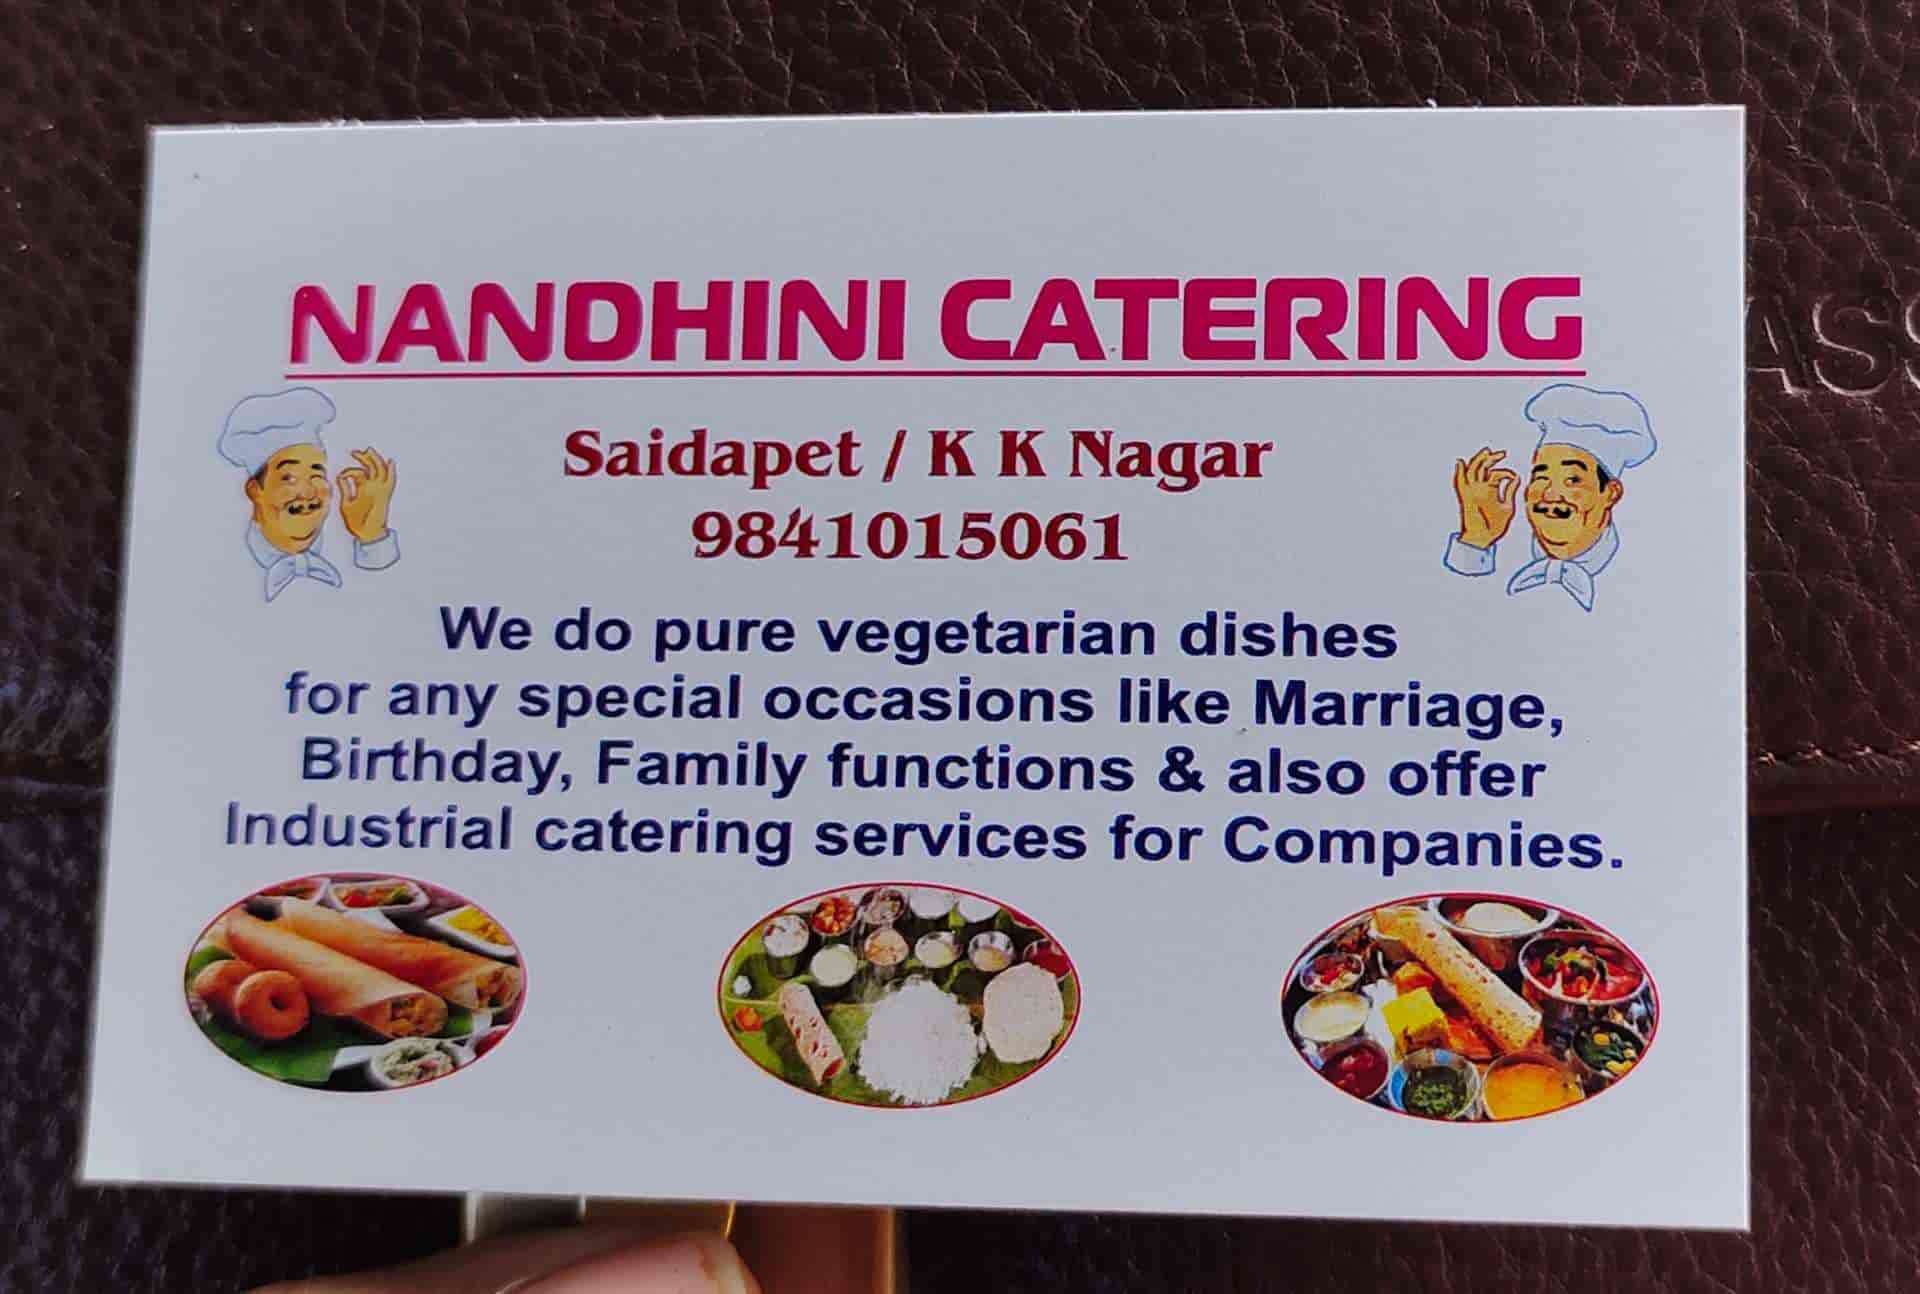 NANDHINI CATERING
Saidapet / K K Nagar
9841015061
We do pure vegetarian dishes
for any special occasions like Marriage,
Birthday, Family functions & also offer
Industrial catering services for Companies.